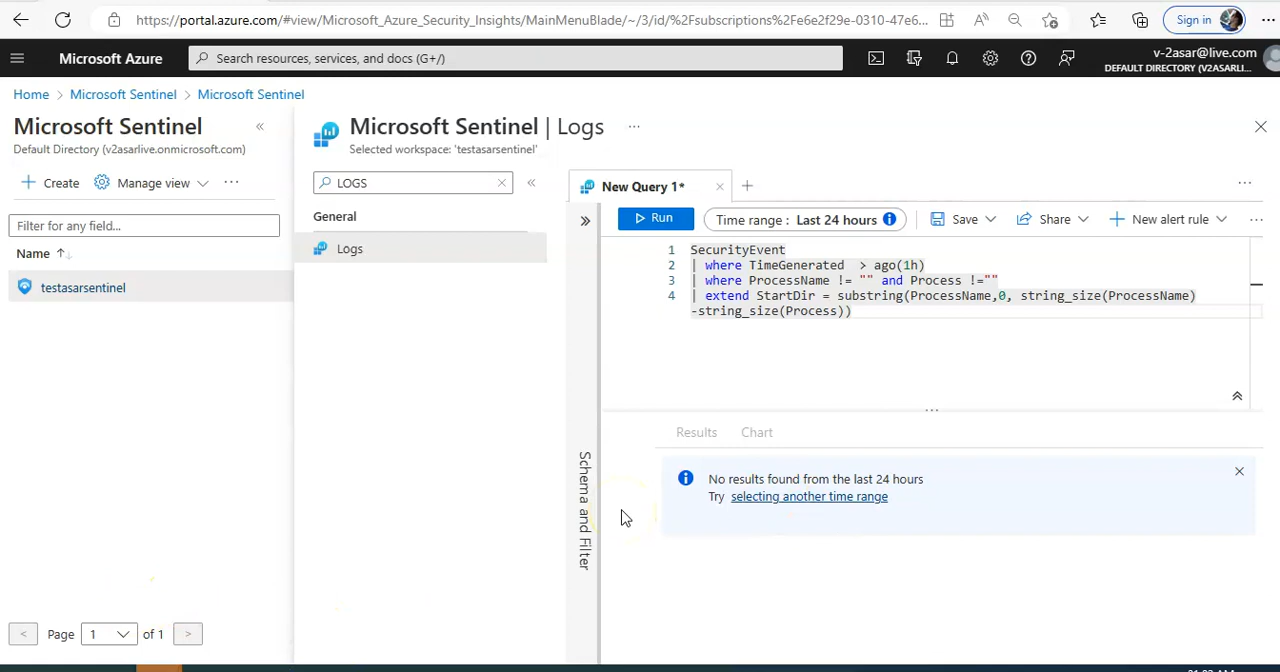 https://portal.azure.com/#view/Microsoft_Azure_Security_Insights/MainMenuBlade/~/3/id/%2Fsubscriptions%2Fe6e2f29e-0310-47e6...
Sign in
Microsoft Azure
Search resources, services, and docs (G+/)
v-2asar@live.com
DEFAULT DIRECTORY (V2ASARLI...
Home > Microsoft Sentinel > Microsoft Sentinel
Microsoft Sentinel
Default Directory (v2asarlive.onmicrosoft.com)
Create
Manage view
Filter for any field...
Name ↑
testasarsentinel
< Page 1 of 1 >
Microsoft Sentinel | Logs ...
Selected workspace: 'testasarsentinel'
LOGS
General
Logs
New Query 1*
Run
Time range : Last 24 hours
Save
Share
New alert rule
1 SecurityEvent
2 | where TimeGenerated > ago(1h)
3 | where ProcessName != "" and Process !=""
4 | extend StartDir = substring(ProcessName,0, string_size(ProcessName)
-string_size(Process))
Schema and Filter
Results
Chart
No results found from the last 24 hours
Try selecting another time range